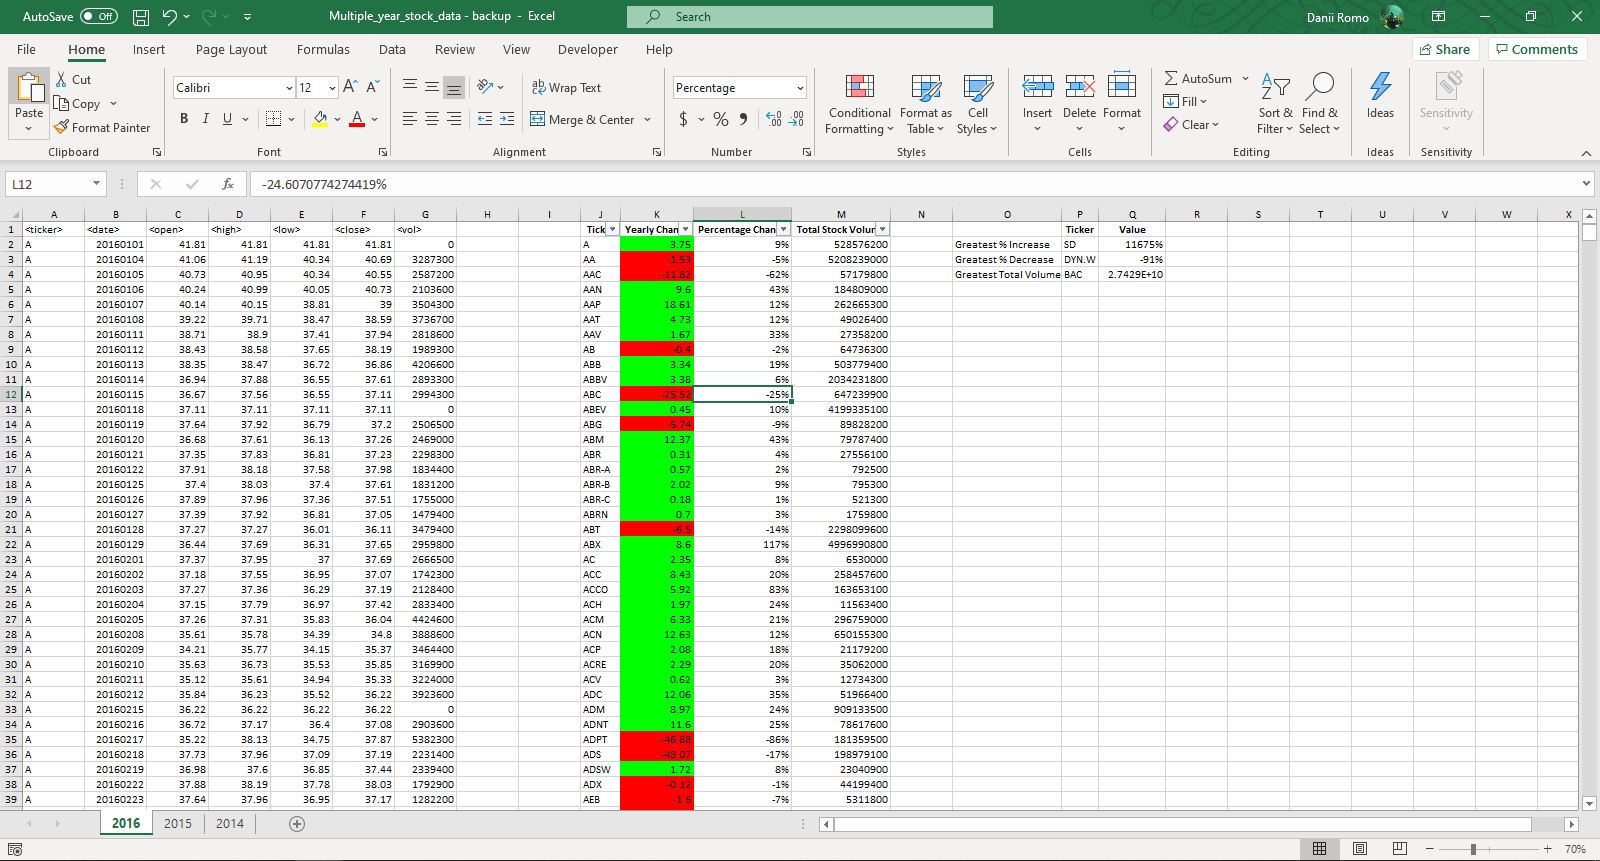 AutoSave Off Multiple_year_stock_data - backup - Excel Search Danii Romo
File Home Insert Page Layout Formulas Data Review View Developer Help Share Comments
Cut Calibri 12 Wrap Text Percentage AutoSum
Copy Fill
Paste Format Painter B I U Merge & Center $ % Conditional Formatting Format as Table Cell Styles Insert Delete Format Clear Sort & Filter Find & Select Ideas Sensitivity
Clipboard Font Alignment Number Styles Cells Editing Ideas Sensitivity
L12 fx -24.6070774274419%
A B C D E F G H I J K L M N O P Q R S T U V W X
1 <ticker> <date> <open> <high> <low> <close> <vol> Tick Yearly Chan Percentage Chan Total Stock Volur Ticker Value
2 A 20160101 41.81 41.81 41.81 41.81 0 A 3.75 9% 528576200 Greatest % Increase SD 11675%
3 A 20160104 41.06 41.19 40.34 40.69 3287300 AA -1.53 -5% 5208239000 Greatest % Decrease DYN.W -91%
4 A 20160105 40.73 40.95 40.34 40.55 2587200 AAC -11.82 -62% 57179800 Greatest Total Volume BAC 2.7429E+10
5 A 20160106 40.24 40.99 40.05 40.73 2103600 AAN 9.6 43% 184809000
6 A 20160107 40.14 40.15 38.81 39 3504300 AAP 18.61 12% 262665300
7 A 20160108 39.22 39.71 38.47 38.59 3736700 AAT 4.73 12% 49026400
8 A 20160111 38.71 38.9 37.41 37.94 2818600 AAV 1.67 33% 27358200
9 A 20160112 38.43 38.58 37.65 38.19 1989300 AB -0.4 -2% 64736300
10 A 20160113 38.35 38.47 36.72 36.86 4206600 ABB 3.34 19% 503779400
11 A 20160114 36.94 37.88 36.55 37.61 2893300 ABBV 3.38 6% 2034231800
12 A 20160115 36.67 37.56 36.55 37.11 2994300 ABC -25.52 -25% 647239900
13 A 20160118 37.11 37.11 37.11 37.11 0 ABEV 0.45 10% 4199335100
14 A 20160119 37.64 37.92 36.79 37.2 2506500 ABG -5.74 -9% 89828200
15 A 20160120 36.68 37.61 36.13 37.26 2469000 ABM 12.37 43% 79787400
16 A 20160121 37.35 37.83 36.81 37.23 2298300 ABR 0.31 4% 27556100
17 A 20160122 37.91 38.18 37.58 37.98 1834400 ABR-A 0.57 2% 792500
18 A 20160125 37.4 38.03 37.4 37.61 1831200 ABR-B 2.02 9% 795300
19 A 20160126 37.89 37.96 37.36 37.51 1755000 ABR-C 0.18 1% 521300
20 A 20160127 37.39 37.92 36.81 37.05 1479400 ABRN 0.7 3% 1759800
21 A 20160128 37.27 37.27 36.01 36.11 3479400 ABT -6.5 -14% 2298099600
22 A 20160129 36.44 37.69 36.31 37.65 2959800 ABX 8.6 117% 4996990800
23 A 20160201 37.37 37.95 37 37.69 2666500 AC 2.35 8% 6530000
24 A 20160202 37.18 37.55 36.95 37.07 1742300 ACC 8.43 20% 258457600
25 A 20160203 37.27 37.36 36.29 37.19 2128400 ACCO 5.92 83% 163653100
26 A 20160204 37.15 37.79 36.97 37.42 2833400 ACH 1.97 24% 11563400
27 A 20160205 37.26 37.31 35.83 36.04 4424600 ACM 6.33 21% 296759000
28 A 20160208 35.61 35.78 34.39 34.8 3888600 ACN 12.63 12% 650155300
29 A 20160209 34.21 35.77 34.15 35.37 3464400 ACP 2.08 18% 21179200
30 A 20160210 35.63 36.73 35.53 35.85 3169900 ACRE 2.29 20% 35062000
31 A 20160211 35.12 35.61 34.94 35.33 3224000 ACV 0.62 3% 12734300
32 A 20160212 35.84 36.23 35.52 36.22 3923600 ADC 12.06 35% 51966400
33 A 20160215 36.22 36.22 36.22 36.22 0 ADM 8.97 24% 909133500
34 A 20160216 36.72 37.17 36.4 37.08 2903600 ADNT 11.6 25% 78617600
35 A 20160217 35.22 38.13 34.75 37.87 5382300 ADPT -46.88 -86% 181359500
36 A 20160218 37.73 37.96 37.09 37.19 2231400 ADS -48.07 -17% 198979100
37 A 20160219 36.98 37.6 36.85 37.44 2339400 ADSW 1.72 8% 23040900
38 A 20160222 37.88 38.19 37.78 38.03 1792900 ADX -0.12 -1% 44199400
39 A 20160223 37.64 37.96 36.95 37.17 1282200 AEB -1.6 -7% 5311800
2016 2015 2014
70%